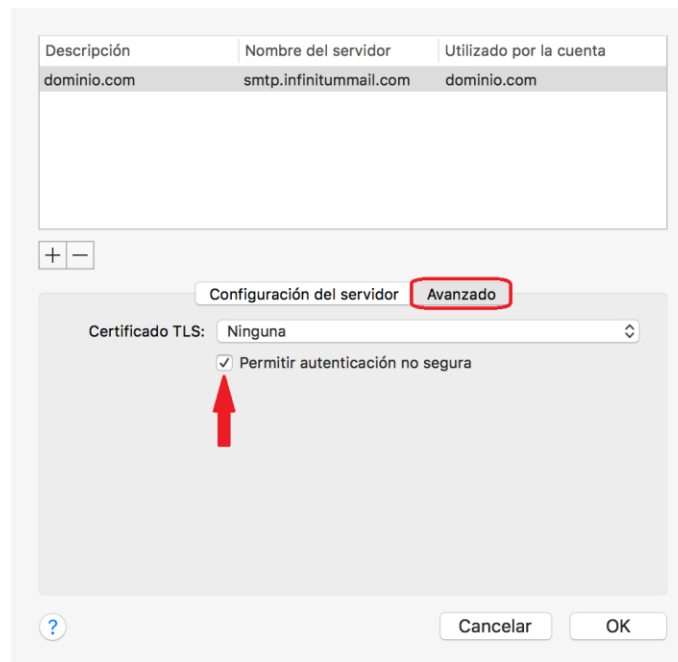 Descripción Nombre del servidor Utilizado por la cuenta
dominio.com smtp.infinitummail.com dominio.com
+ −
Configuración del servidor Avanzado
Certificado TLS: Ninguna
Permitir autenticación no segura
? Cancelar OK